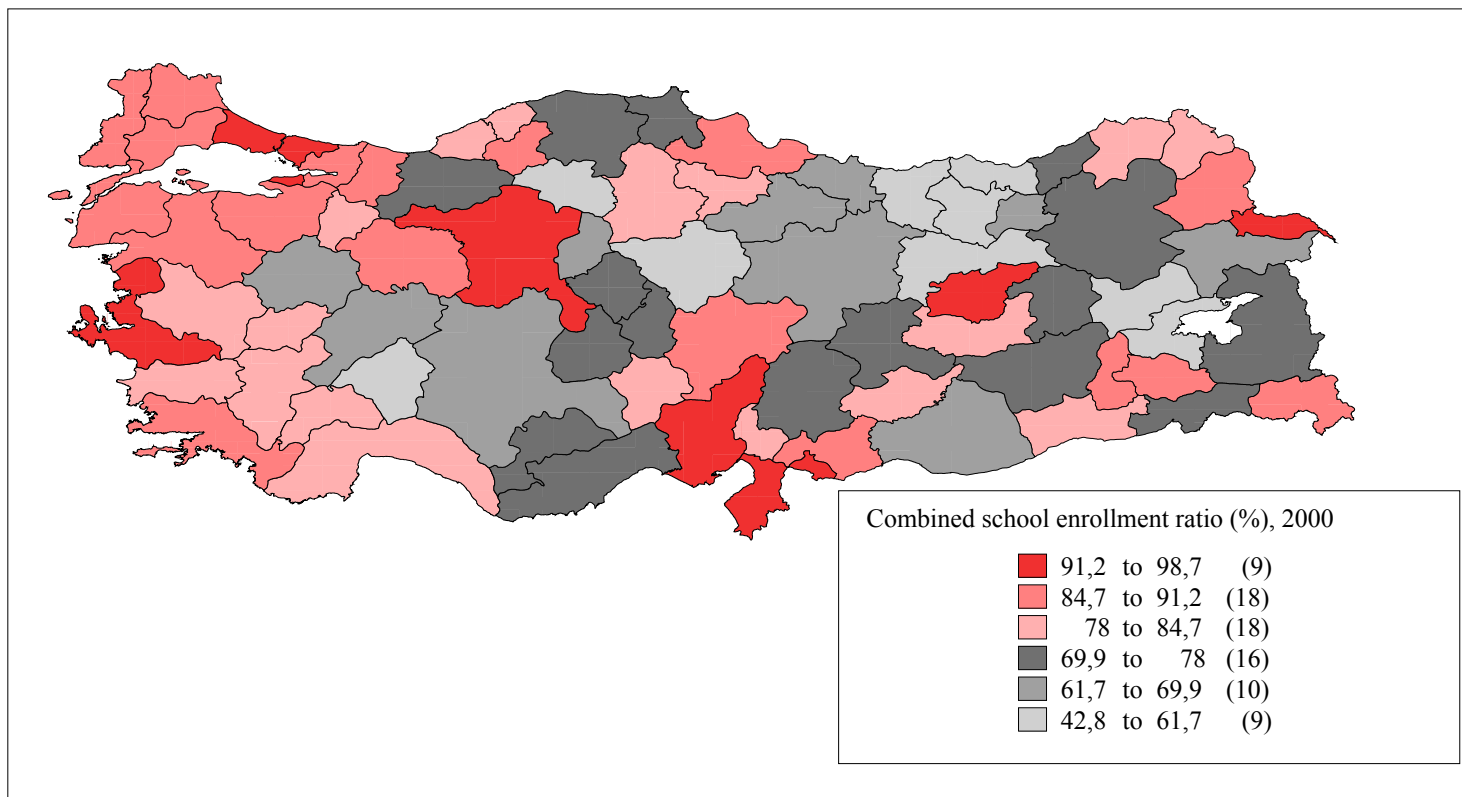 Combined school enrollment ratio (%), 2000
91,2 to 98,7 (9)
84,7 to 91,2 (18)
78 to 84,7 (18)
69,9 to 78 (16)
61,7 to 69,9 (10)
42,8 to 61,7 (9)